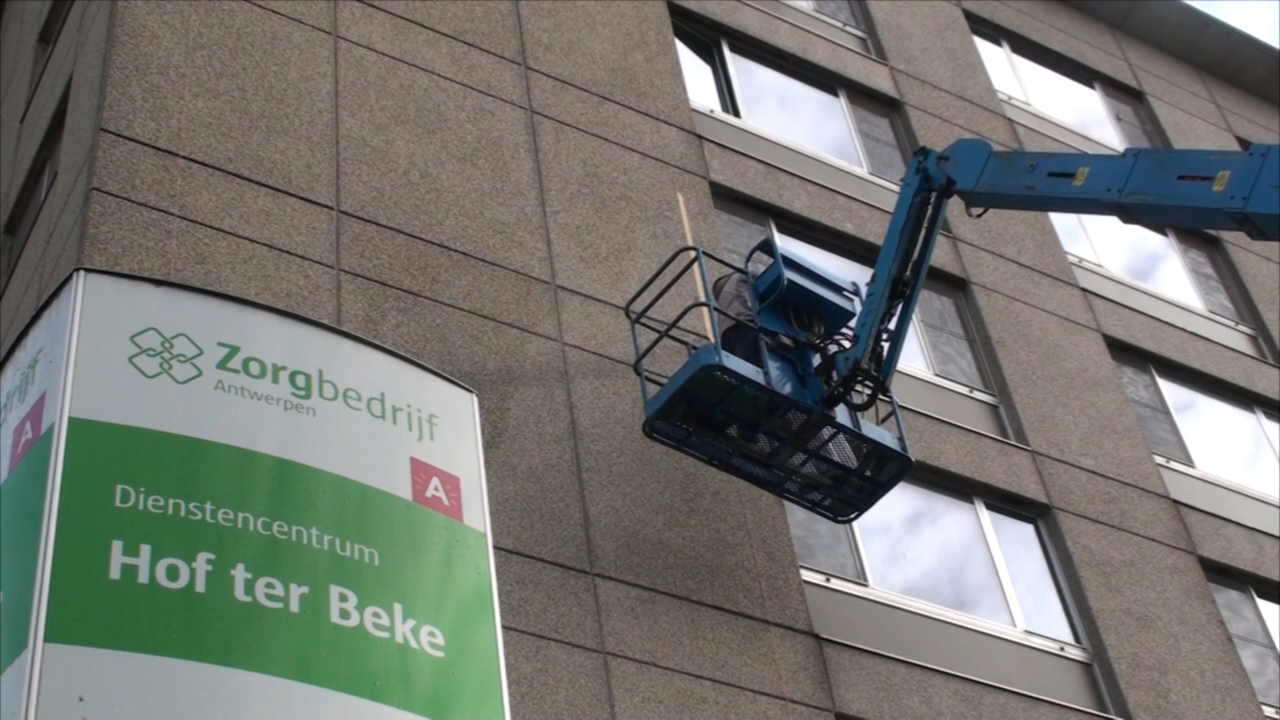 Zorgbedrijf
Antwerpen
A
Dienstencentrum
Hof ter Beke
A